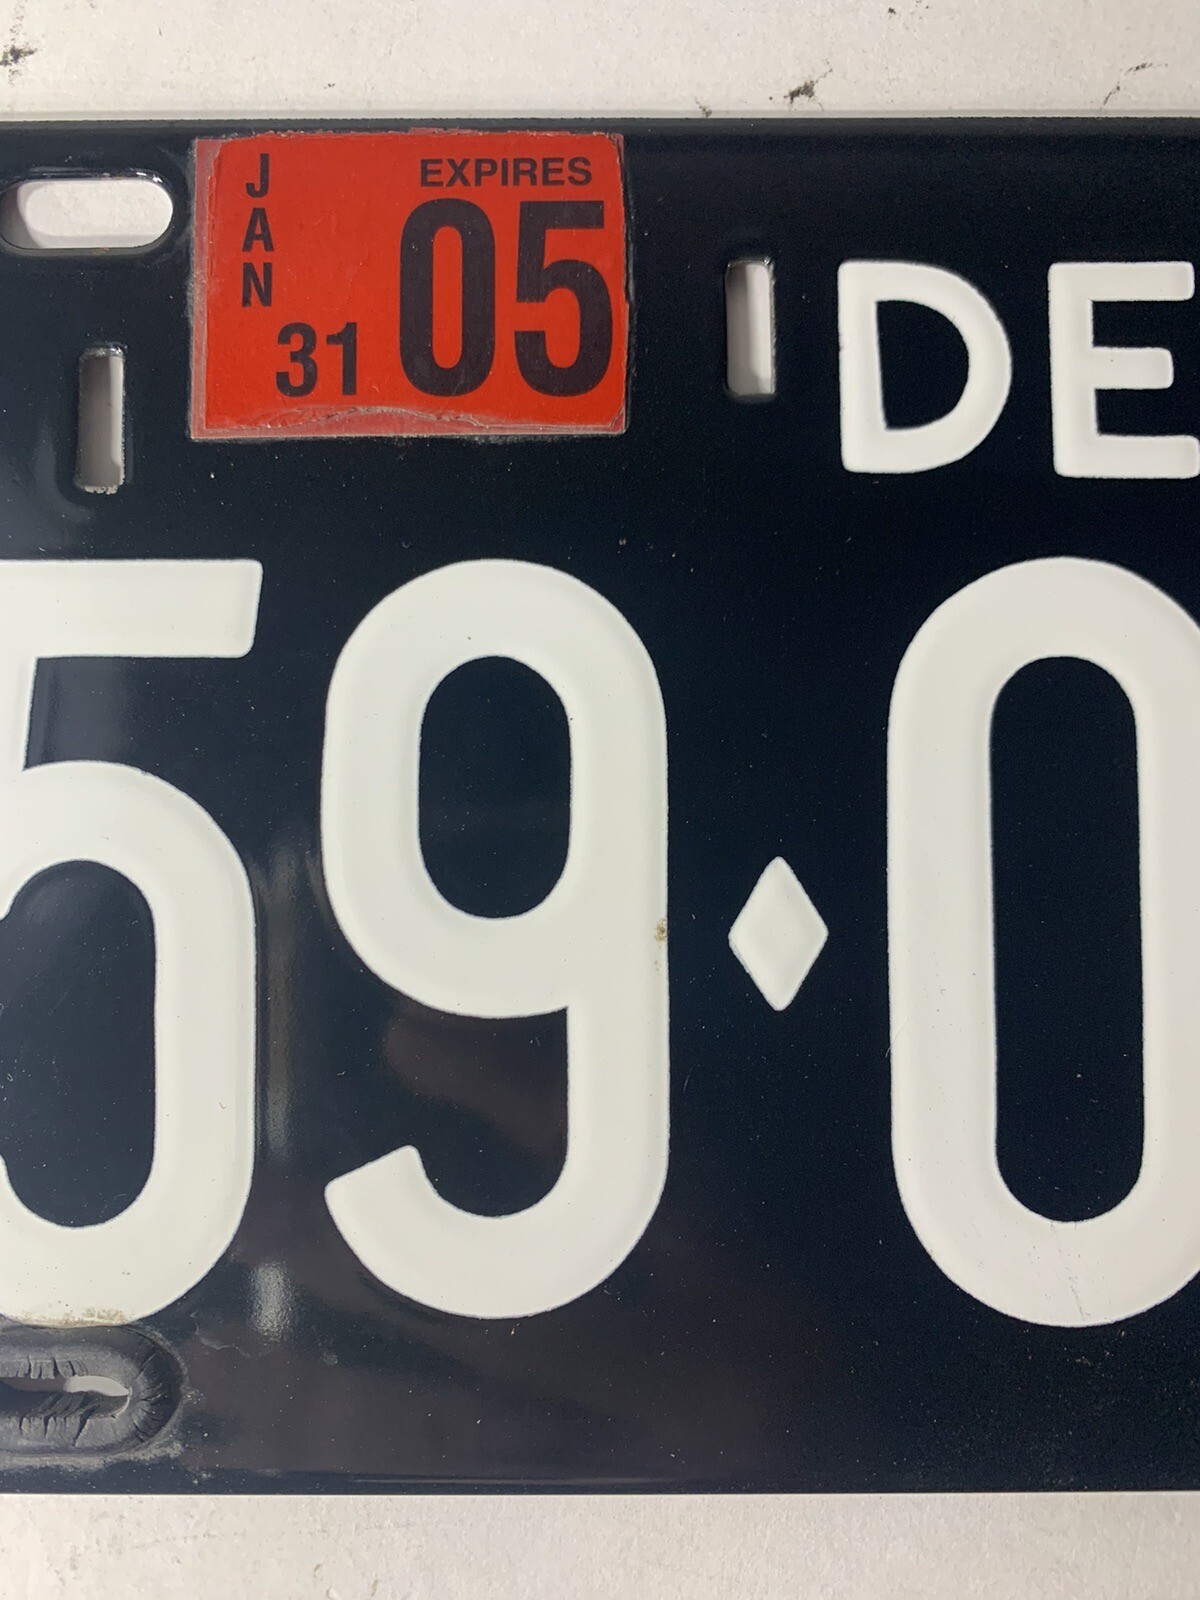 JAN
EXPIRES
31 05
DE
59♦0